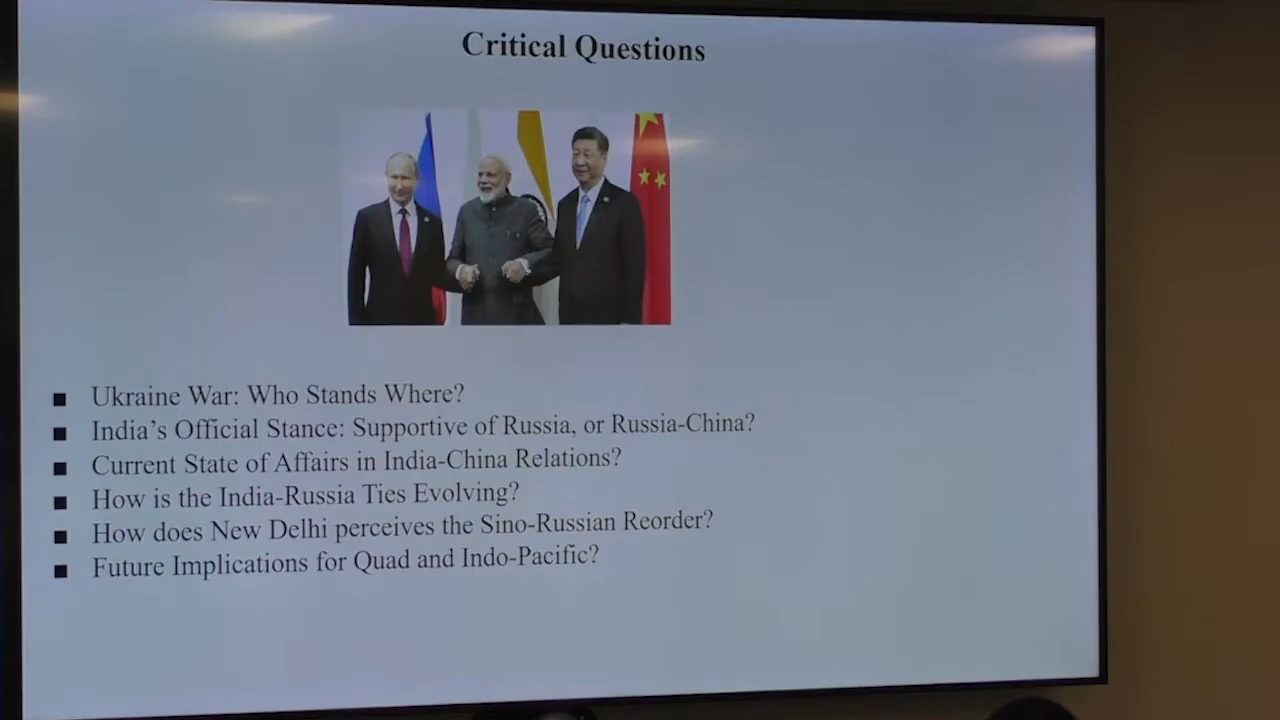 Critical Questions
Ukraine War: Who Stands Where?
India's Official Stance: Supportive of Russia, or Russia-China?
Current State of Affairs in India-China Relations?
How is the India-Russia Ties Evolving?
How does New Delhi perceives the Sino-Russian Reorder?
Future Implications for Quad and Indo-Pacific?